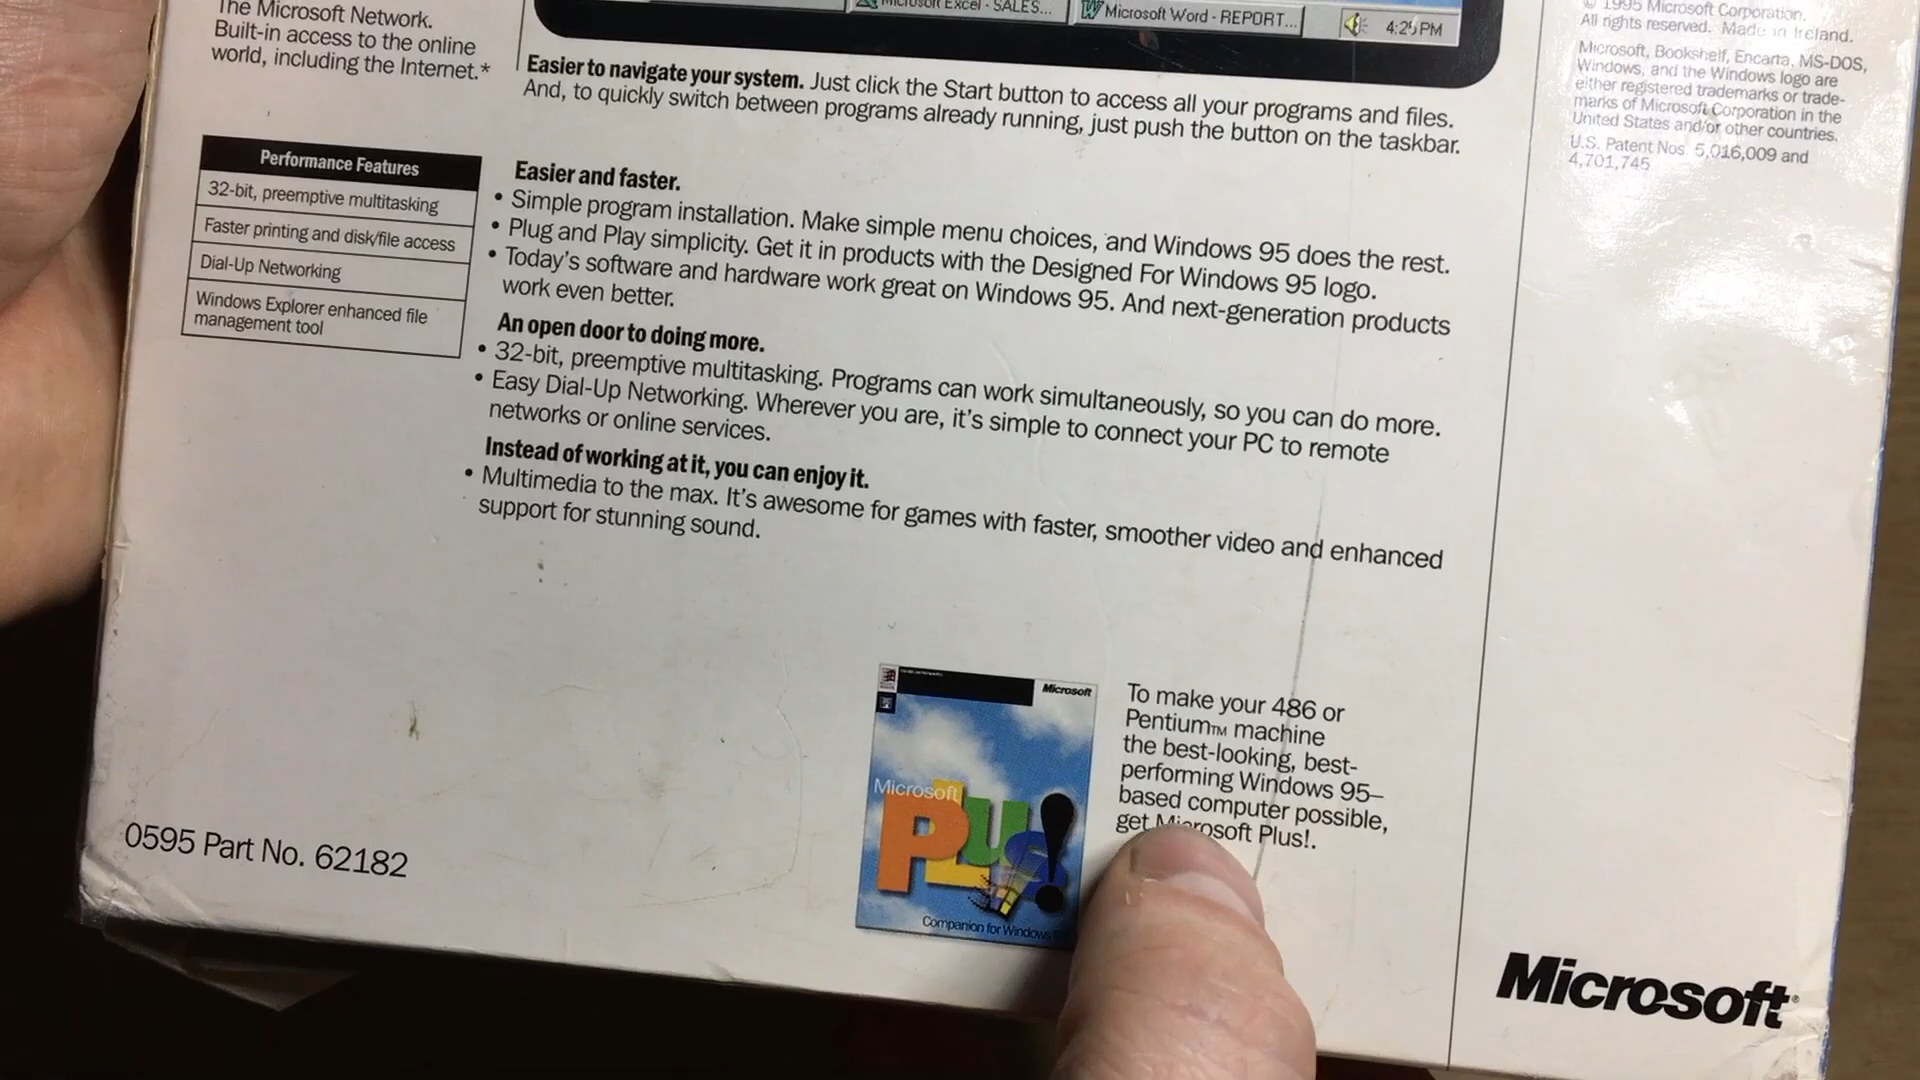 The Microsoft Network.
Built-in access to the online
world, including the Internet.*
Performance Features
32-bit, preemptive multitasking
Faster printing and disk/file access
Dial-Up Networking
Windows Explorer enhanced file
management tool
Microsoft Excel - SALES...
Microsoft Word - REPORT...
4:25 PM
Easier to navigate your system. Just click the Start button to access all your programs and files.
And, to quickly switch between programs already running, just push the button on the taskbar.
Easier and faster.
• Simple program installation. Make simple menu choices, and Windows 95 does the rest.
• Plug and Play simplicity. Get it in products with the Designed For Windows 95 logo.
• Today's software and hardware work great on Windows 95. And next-generation products
work even better.
An open door to doing more.
• 32-bit, preemptive multitasking. Programs can work simultaneously, so you can do more.
• Easy Dial-Up Networking. Wherever you are, it's simple to connect your PC to remote
networks or online services.
Instead of working at it, you can enjoy it.
• Multimedia to the max. It's awesome for games with faster, smoother video and enhanced
support for stunning sound.
Microsoft
Microsoft
Plus!
Companion for Windows
To make your 486 or
Pentium™ machine
the best-looking, best-
performing Windows 95–
based computer possible,
get Microsoft Plus!.
0595 Part No. 62182
© 1995 Microsoft Corporation.
All rights reserved. Made in Ireland.
Microsoft, Bookshelf, Encarta, MS-DOS,
Windows, and the Windows logo are
either registered trademarks or trade-
marks of Microsoft Corporation in the
United States and/or other countries.
U.S. Patent Nos. 5,016,009 and
4,701,745
Microsoft®